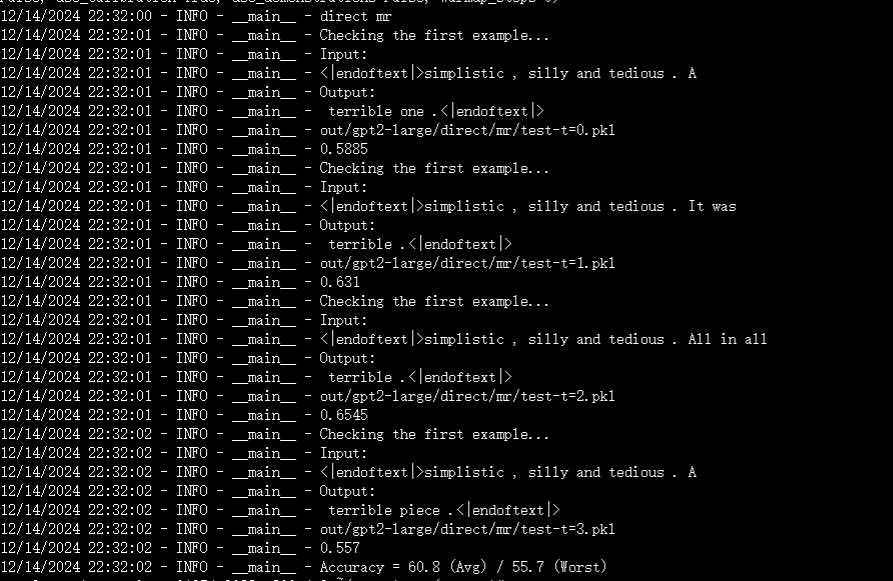 12/14/2024 22:32:00 - INFO - __main__ - direct mr
12/14/2024 22:32:01 - INFO - __main__ - Checking the first example...
12/14/2024 22:32:01 - INFO - __main__ - Input:
12/14/2024 22:32:01 - INFO - __main__ - <|endoftext|>simplistic , silly and tedious . A
12/14/2024 22:32:01 - INFO - __main__ - Output:
12/14/2024 22:32:01 - INFO - __main__ -  terrible one .<|endoftext|>
12/14/2024 22:32:01 - INFO - __main__ - out/gpt2-large/direct/mr/test-t=0.pkl
12/14/2024 22:32:01 - INFO - __main__ - 0.5885
12/14/2024 22:32:01 - INFO - __main__ - Checking the first example...
12/14/2024 22:32:01 - INFO - __main__ - Input:
12/14/2024 22:32:01 - INFO - __main__ - <|endoftext|>simplistic , silly and tedious . It was
12/14/2024 22:32:01 - INFO - __main__ - Output:
12/14/2024 22:32:01 - INFO - __main__ -  terrible .<|endoftext|>
12/14/2024 22:32:01 - INFO - __main__ - out/gpt2-large/direct/mr/test-t=1.pkl
12/14/2024 22:32:01 - INFO - __main__ - 0.631
12/14/2024 22:32:01 - INFO - __main__ - Checking the first example...
12/14/2024 22:32:01 - INFO - __main__ - Input:
12/14/2024 22:32:01 - INFO - __main__ - <|endoftext|>simplistic , silly and tedious . All in all
12/14/2024 22:32:01 - INFO - __main__ - Output:
12/14/2024 22:32:01 - INFO - __main__ -  terrible .<|endoftext|>
12/14/2024 22:32:01 - INFO - __main__ - out/gpt2-large/direct/mr/test-t=2.pkl
12/14/2024 22:32:01 - INFO - __main__ - 0.6545
12/14/2024 22:32:02 - INFO - __main__ - Checking the first example...
12/14/2024 22:32:02 - INFO - __main__ - Input:
12/14/2024 22:32:02 - INFO - __main__ - <|endoftext|>simplistic , silly and tedious . A
12/14/2024 22:32:02 - INFO - __main__ - Output:
12/14/2024 22:32:02 - INFO - __main__ -  terrible piece .<|endoftext|>
12/14/2024 22:32:02 - INFO - __main__ - out/gpt2-large/direct/mr/test-t=3.pkl
12/14/2024 22:32:02 - INFO - __main__ - 0.557
12/14/2024 22:32:02 - INFO - __main__ - Accuracy = 60.8 (Avg) / 55.7 (Worst)